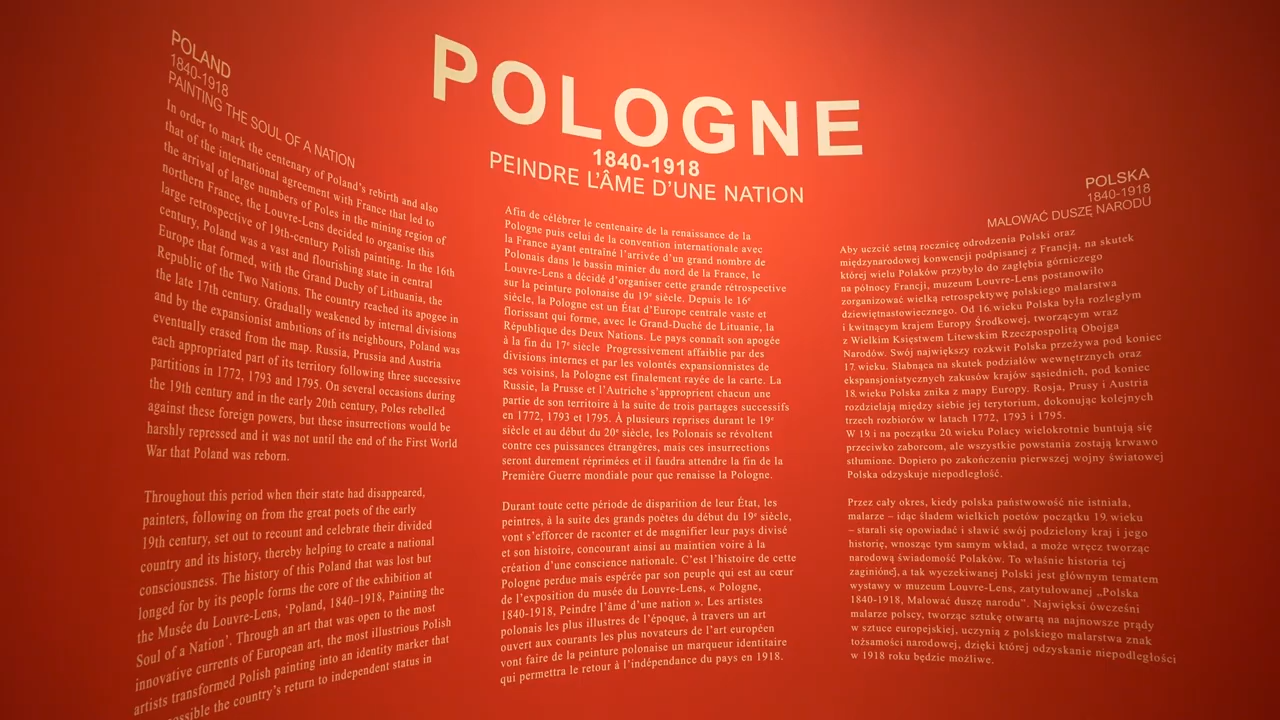 POLOGNE
1840-1918
PEINDRE L'ÂME D'UNE NATION
POLAND
1840-1918
PAINTING THE SOUL OF A NATION
In order to mark the centenary of Poland's rebirth and also
that of the international agreement with France that led to
the arrival of large numbers of Poles in the mining region of
northern France, the Louvre-Lens decided to organise this
large retrospective of 19th-century Polish painting. In the 16th
century, Poland was a vast and flourishing state in central
Europe that formed, with the Grand Duchy of Lithuania, the
Republic of the Two Nations. The country reached its apogee in
the late 17th century. Gradually weakened by internal divisions
and by the expansionist ambitions of its neighbours, Poland was
eventually erased from the map. Russia, Prussia and Austria
each appropriated part of its territory following three successive
partitions in 1772, 1793 and 1795. On several occasions during
the 19th century and in the early 20th century, Poles rebelled
against these foreign powers, but these insurrections would be
harshly repressed and it was not until the end of the First World
War that Poland was reborn.
Throughout this period when their state had disappeared,
painters, following on from the great poets of the early
19th century, set out to recount and celebrate their divided
country and its history, thereby helping to create a national
consciousness. The history of this Poland that was lost but
longed for by its people forms the core of the exhibition at
the Musée du Louvre-Lens, 'Poland, 1840–1918, Painting the
Soul of a Nation'. Through an art that was open to the most
innovative currents of European art, the most illustrious Polish
artists transformed Polish painting into an identity marker that
the country's return to independent status in
Afin de célébrer le centenaire de la renaissance de la
Pologne puis celui de la convention internationale avec
la France ayant entraîné l'arrivée d'un grand nombre de
Polonais dans le bassin minier du nord de la France, le
Louvre-Lens a décidé d'organiser cette grande rétrospective
sur la peinture polonaise du 19e siècle. Depuis le 16e
siècle, la Pologne est un État d'Europe centrale vaste et
florissant qui forme, avec le Grand-Duché de Lituanie, la
République des Deux Nations. Le pays connaît son apogée
à la fin du 17e siècle Progressivement affaiblie par des
divisions internes et par les volontés expansionnistes de
ses voisins, la Pologne est finalement rayée de la carte. La
Russie, la Prusse et l'Autriche s'approprient chacun une
partie de son territoire à la suite de trois partages successifs
en 1772, 1793 et 1795. À plusieurs reprises durant le 19e
siècle et au début du 20e siècle, les Polonais se révoltent
contre ces puissances étrangères, mais ces insurrections
seront durement réprimées et il faudra attendre la fin de la
Première Guerre mondiale pour que renaisse la Pologne.
Durant toute cette période de disparition de leur État, les
peintres, à la suite des grands poètes du début du 19e siècle,
vont s'efforcer de raconter et de magnifier leur pays divisé
et son histoire, concourant ainsi au maintien voire à la
création d'une conscience nationale. C'est l'histoire de cette
Pologne perdue mais espérée par son peuple qui est au cœur
de l'exposition du musée du Louvre-Lens, « Pologne,
1840-1918, Peindre l'âme d'une nation ». Les artistes
polonais les plus illustres de l'époque, à travers un art
ouvert aux courants les plus novateurs de l'art européen
vont faire de la peinture polonaise un marqueur identitaire
qui permettra le retour à l'indépendance du pays en 1918.
POLSKA
1840-1918
MALOWAĆ DUSZĘ NARODU
Aby uczcić setną rocznicę odrodzenia Polski oraz
międzynarodowej konwencji podpisanej z Francją, na skutek
której wielu Polaków przybyło do zagłębia górniczego
na północy Francji, muzeum Louvre-Lens postanowiło
zorganizować wielką retrospektywę polskiego malarstwa
dziewiętnastowiecznego. Od 16. wieku Polska była rozległym
i kwitnącym krajem Europy Środkowej, tworzącym wraz
z Wielkim Księstwem Litewskim Rzeczpospolitą Obojga
Narodów. Swój największy rozkwit Polska przeżywa pod koniec
17. wieku. Słabnąca na skutek podziałów wewnętrznych oraz
ekspansjonistycznych zakusów krajów sąsiednich, pod koniec
18. wieku Polska znika z mapy Europy. Rosja, Prusy i Austria
rozdzielają między siebie jej terytorium, dokonując kolejnych
trzech rozbiorów w latach 1772, 1793 i 1795.
W 19. i na początku 20. wieku Polacy wielokrotnie buntują się
przeciwko zaborcom, ale wszystkie powstania zostają krwawo
stłumione. Dopiero po zakończeniu pierwszej wojny światowej
Polska odzyskuje niepodległość.
Przez cały okres, kiedy polska państwowość nie istniała,
malarze – idąc śladem wielkich poetów początku 19. wieku
– starali się opowiadać i sławić swój podzielony kraj i jego
historię, wnosząc tym samym wkład, a może wręcz tworząc
narodową świadomość Polaków. To właśnie historia tej
zaginionej, a tak wyczekiwanej Polski jest głównym tematem
wystawy w muzeum Louvre-Lens, zatytułowanej „Polska
1840-1918, Malować duszę narodu". Najwięksi ówcześni
malarze polscy, tworząc sztukę otwartą na najnowsze prądy
w sztuce europejskiej, uczynią z polskiego malarstwa znak
tożsamości narodowej, dzięki której odzyskanie niepodległości
w 1918 roku będzie możliwe.